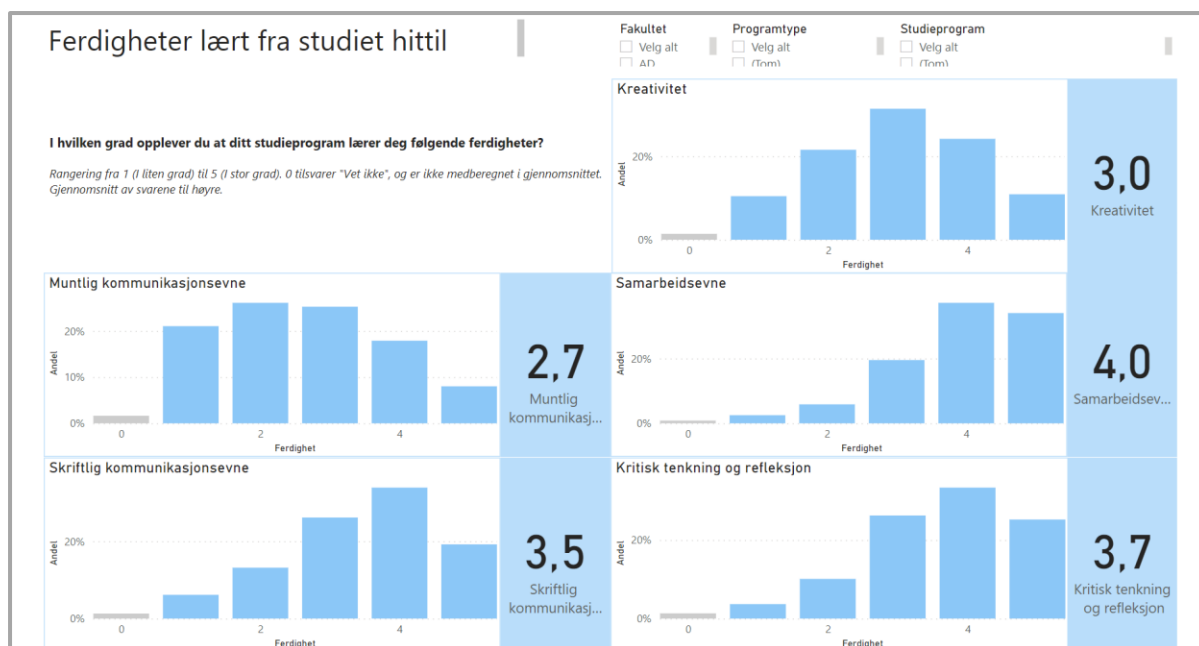 Ferdigheter lært fra studiet hittil
Fakultet
Velg alt
AD
Programtype
Velg alt
(Tom)
Studieprogram
Velg alt
(Tom)
I hvilken grad opplever du at ditt studieprogram lærer deg følgende ferdigheter?
Rangering fra 1 (I liten grad) til 5 (I stor grad). 0 tilsvarer "Vet ikke", og er ikke medberegnet i gjennomsnittet.
Gjennomsnitt av svarene til høyre.
Kreativitet
Andel
20%
0%
0
2
4
Ferdighet
3,0
Kreativitet
Muntlig kommunikasjonsevne
Andel
20%
10%
0%
0
2
4
Ferdighet
2,7
Muntlig
kommunikasj...
Samarbeidsevne
Andel
20%
0%
0
2
4
Ferdighet
4,0
Samarbeidsev...
Skriftlig kommunikasjonsevne
Andel
20%
0%
0
2
4
Ferdighet
3,5
Skriftlig
kommunikasj...
Kritisk tenkning og refleksjon
Andel
20%
0%
0
2
4
Ferdighet
3,7
Kritisk tenkning
og refleksjon